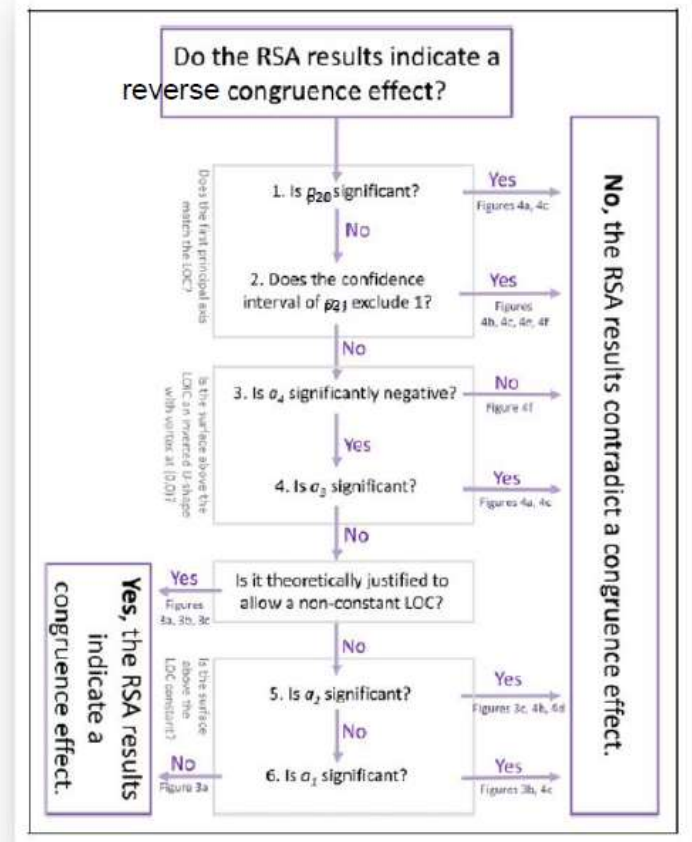 Do the RSA results indicate a
reverse congruence effect?
Does the first principal axis
match the LOC?
1. Is p₂₀ significant?
Yes
Figures 4a, 4c
No
2. Does the confidence
interval of p₂₁ exclude 1?
Yes
Figures
4b, 4c, 4e, 4f
No
Is the surface above the
LOIC an inverted U-shape
with vertex at (0,0)?
3. Is a₄ significantly negative?
No
Figure 4f
Yes
4. Is a₃ significant?
Yes
Figures 4a, 4c
No
Is it theoretically justified to
allow a non-constant LOC?
Yes
Figures
3a, 3b, 3c
No
Is the surface
above the
LOC constant?
5. Is a₂ significant?
Yes
Figures 3c, 4b, 4d
No
6. Is a₁ significant?
Yes
Figures 3b, 4c
No
Figure 3a
Yes, the RSA results
indicate a
congruence effect.
No, the RSA results contradict a congruence effect.